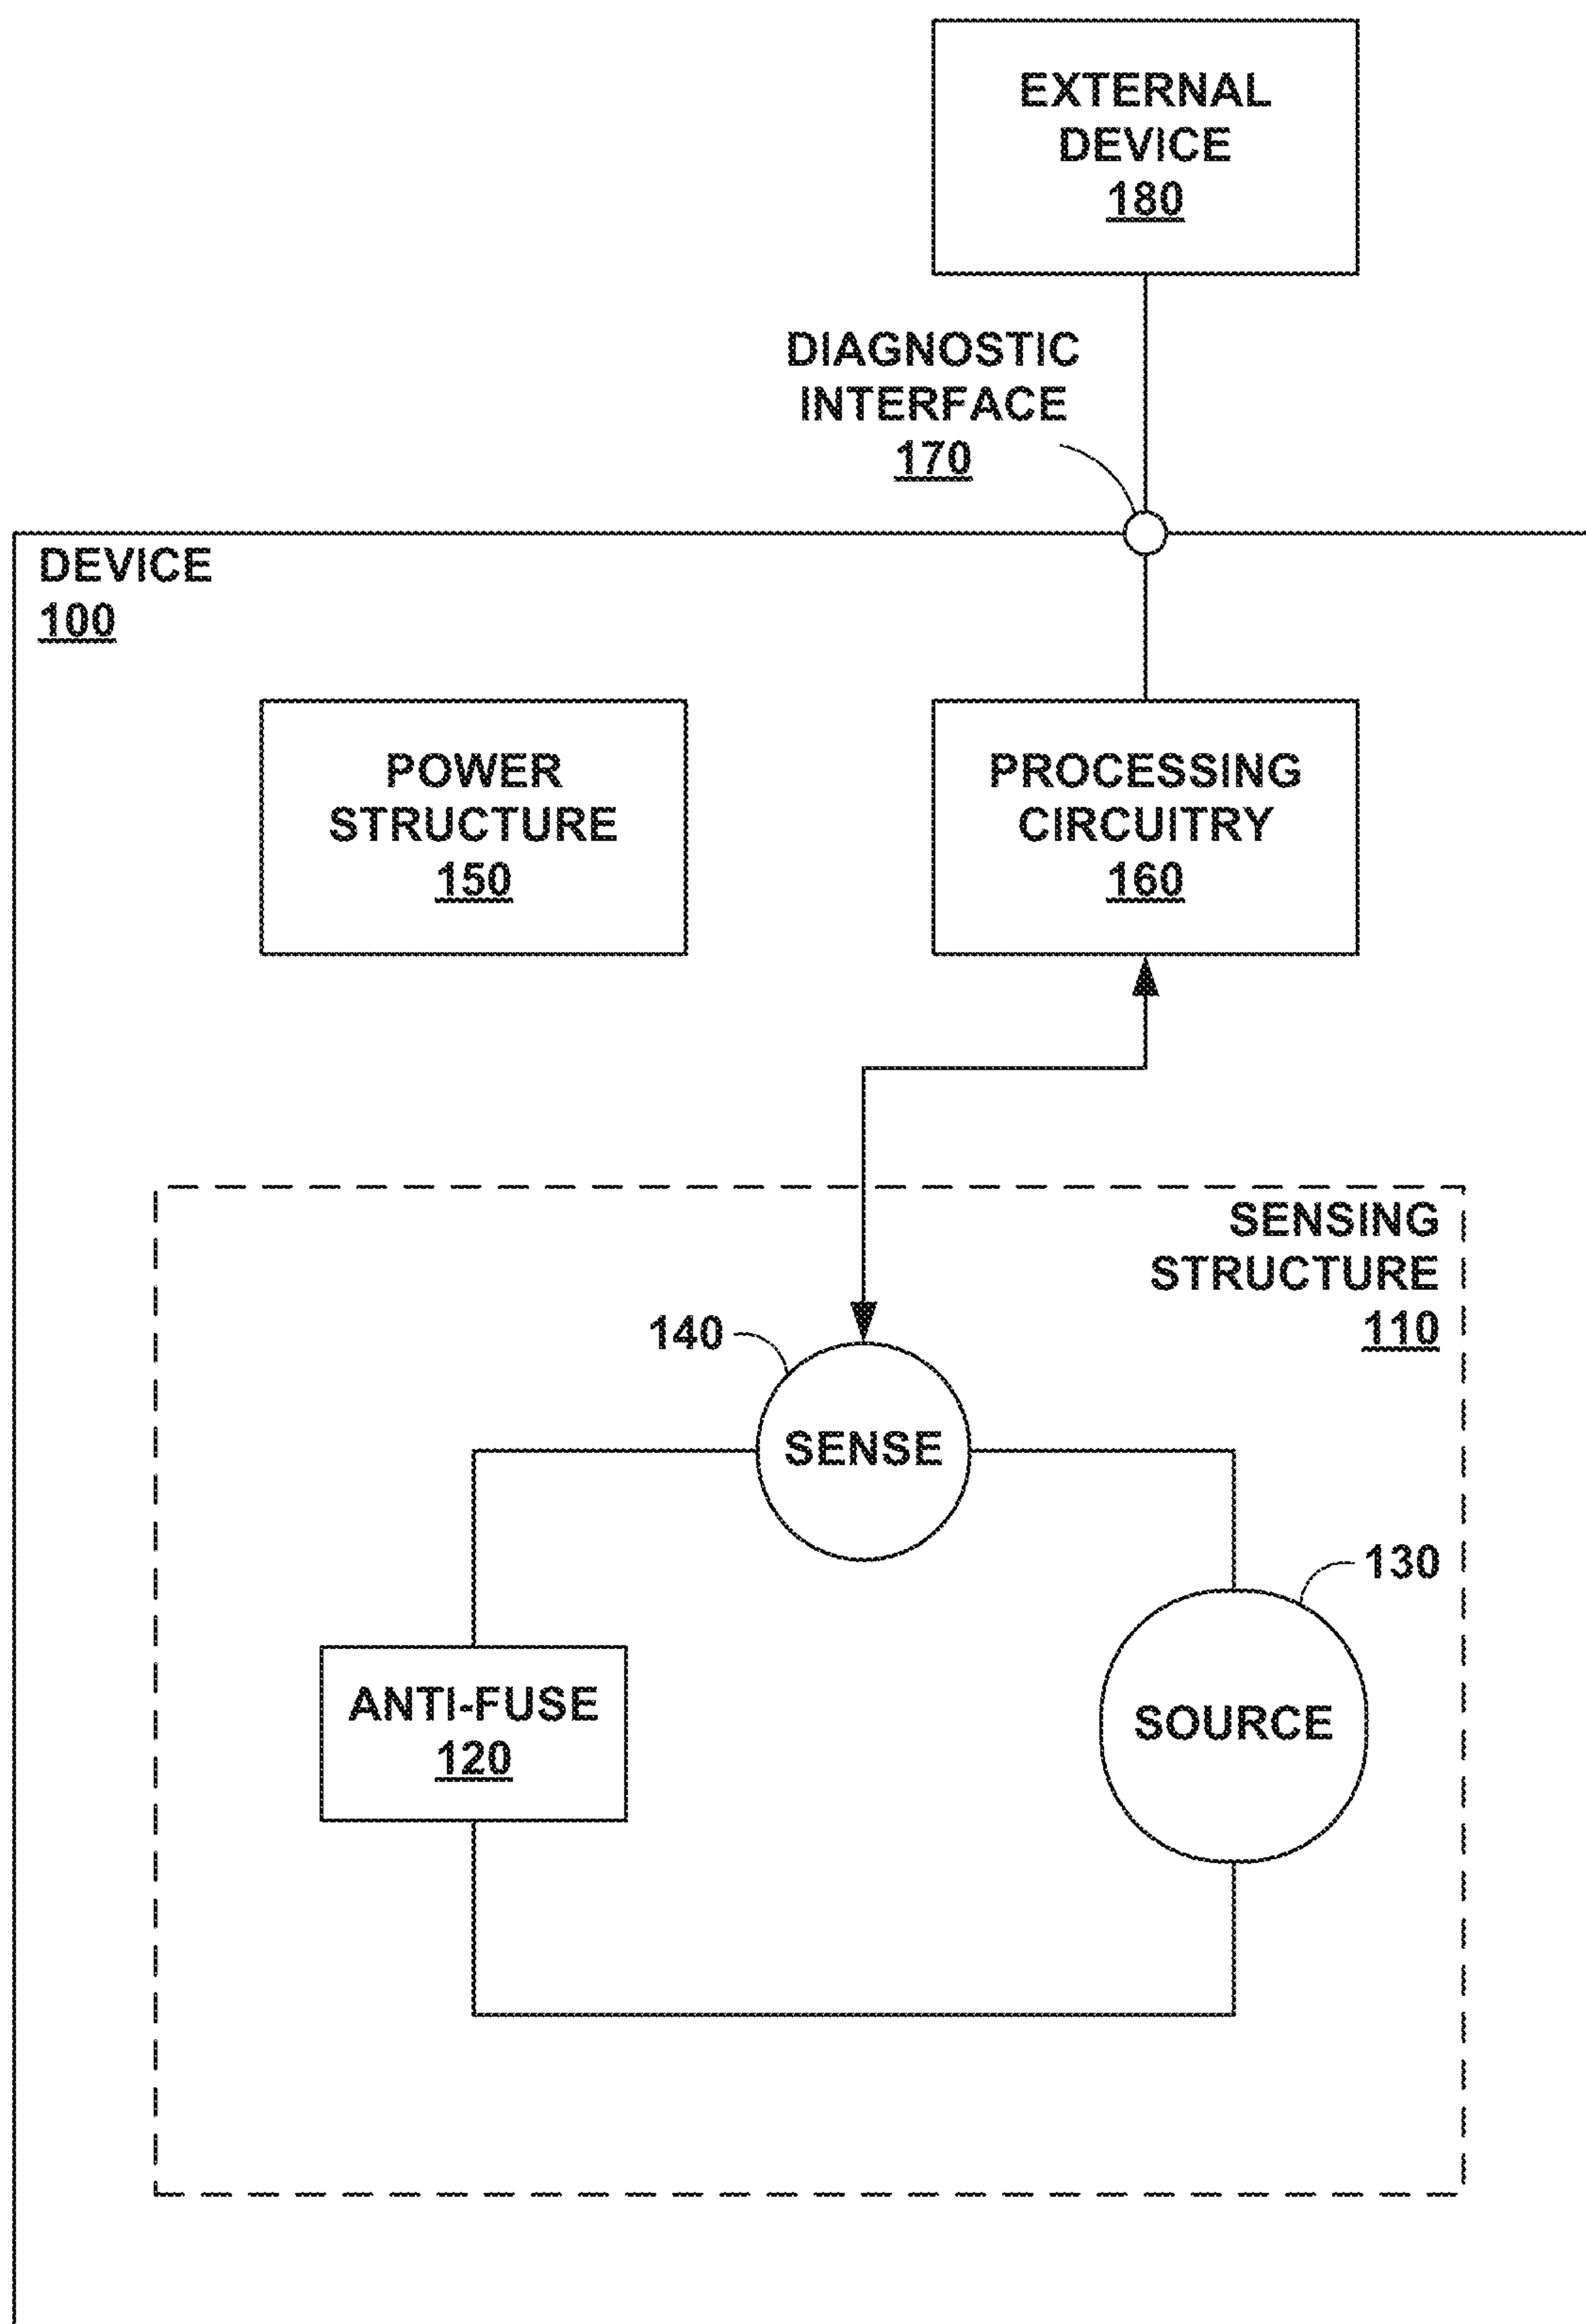 EXTERNAL
DEVICE
180
DIAGNOSTIC
INTERFACE
170
DEVICE
100
POWER
STRUCTURE
150
PROCESSING
CIRCUITRY
160
SENSING
STRUCTURE
110
140
SENSE
130
ANTI-FUSE
120
SOURCE